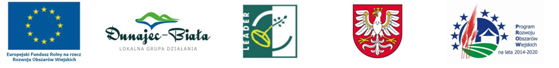 Europejski Fundusz Rolny na rzecz
Rozwoju Obszarów Wiejskich
Dunajec-Biała
LOKALNA GRUPA DZIAŁANIA
LEADER
Program
Rozwoju
Obszarów
Wiejskich
na lata 2014-2020